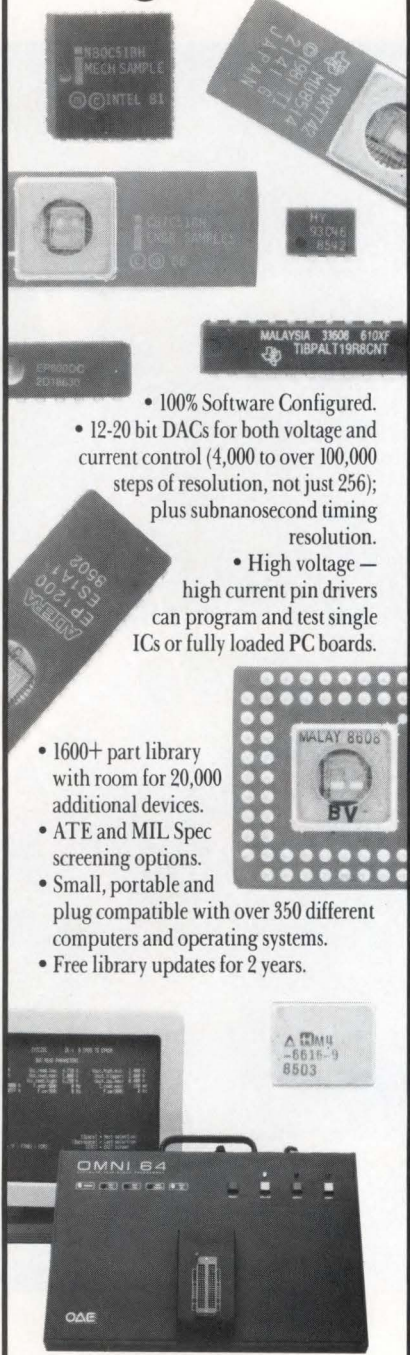 N80C51BH
MECH SAMPLE
Ⓜ ©INTEL 81
JAPAN
HY
93C46
8542
MALAYSIA 33606 610XF
TIBPALT19R8CNT
• 100% Software Configured.
• 12-20 bit DACs for both voltage and
current control (4,000 to over 100,000
steps of resolution, not just 256);
plus subnanosecond timing
resolution.
• High voltage —
high current pin drivers
can program and test single
ICs or fully loaded PC boards.
ALTERA
EP1200
ES1A1
8502
MALAY 8608
BV
• 1600+ part library
with room for 20,000
additional devices.
• ATE and MIL Spec
screening options.
• Small, portable and
plug compatible with over 350 different
computers and operating systems.
• Free library updates for 2 years.
-6616-9
8503
OMNI 64
OAE